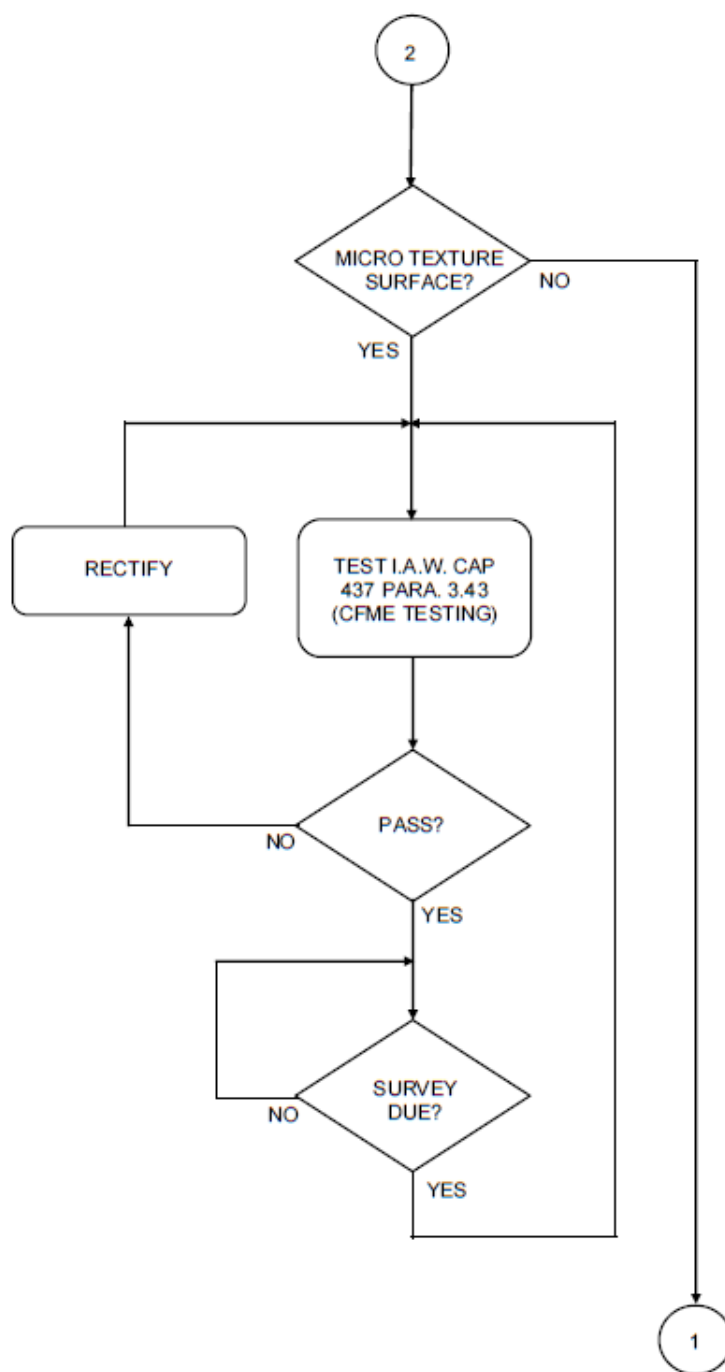 2
MICRO TEXTURE
SURFACE?
NO
YES
RECTIFY
TEST I.A.W. CAP
437 PARA. 3.43
(CFME TESTING)
PASS?
NO
YES
SURVEY
DUE?
NO
YES
1